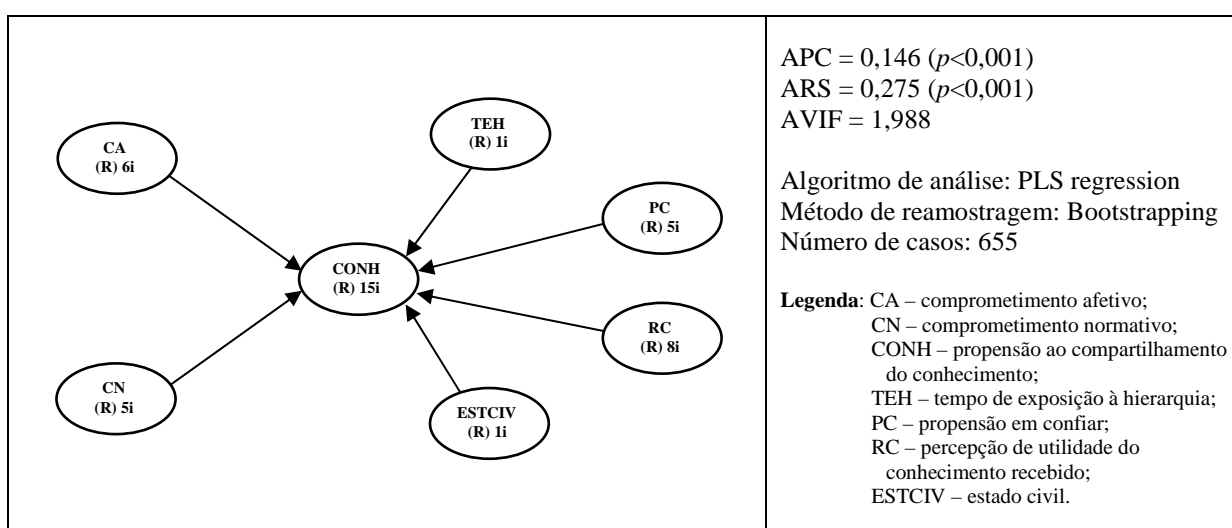 CA
(R) 6i
TEH
(R) 1i
PC
(R) 5i
CONH
(R) 15i
RC
(R) 8i
CN
(R) 5i
ESTCIV
(R) 1i
APC = 0,146 (p<0,001)
ARS = 0,275 (p<0,001)
AVIF = 1,988
Algoritmo de análise: PLS regression
Método de reamostragem: Bootstrapping
Número de casos: 655
Legenda: CA – comprometimento afetivo;
CN – comprometimento normativo;
CONH – propensão ao compartilhamento
do conhecimento;
TEH – tempo de exposição à hierarquia;
PC – propensão em confiar;
RC – percepção de utilidade do
conhecimento recebido;
ESTCIV – estado civil.